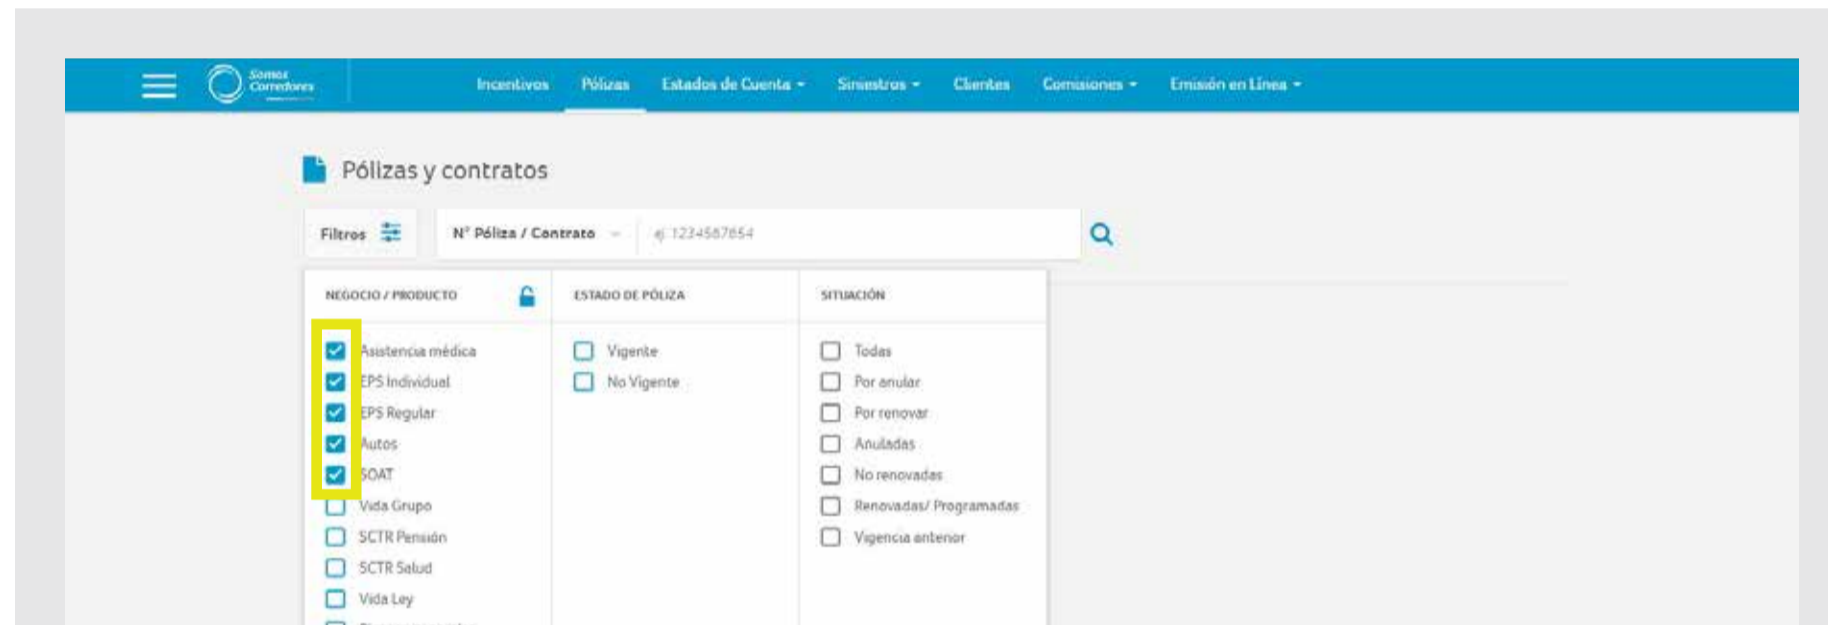 Somos
Corredores
Incentivos Pólizas Estados de Cuenta Siniestros Clientes Comisiones Emisión en Línea
Pólizas y contratos
Filtros N° Póliza / Contrato ej 1234567654
NEGOCIO / PRODUCTO ESTADO DE PÓLIZA SITUACIÓN
Asistencia médica Vigente Todas
EPS Individual No Vigente Por anular
EPS Regular Por renovar
Autos Anuladas
SOAT No renovadas
Vida Grupo Renovadas/ Programadas
SCTR Pensión Vigencia anterior
SCTR Salud
Vida Ley